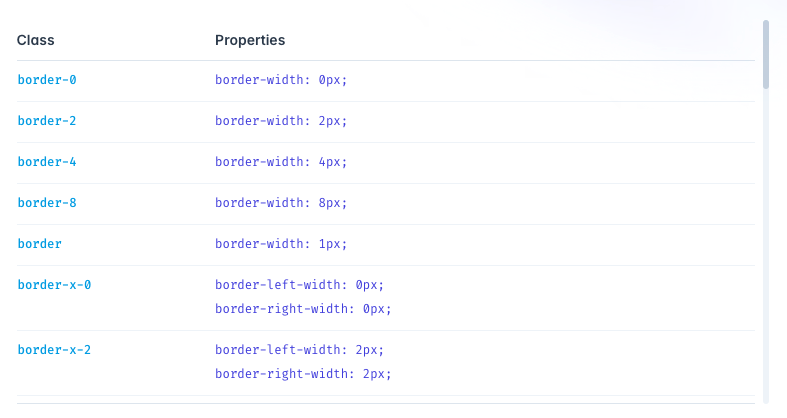 Class Properties
border-0 border-width: 0px;
border-2 border-width: 2px;
border-4 border-width: 4px;
border-8 border-width: 8px;
border border-width: 1px;
border-x-0 border-left-width: 0px;
border-right-width: 0px;
border-x-2 border-left-width: 2px;
border-right-width: 2px;